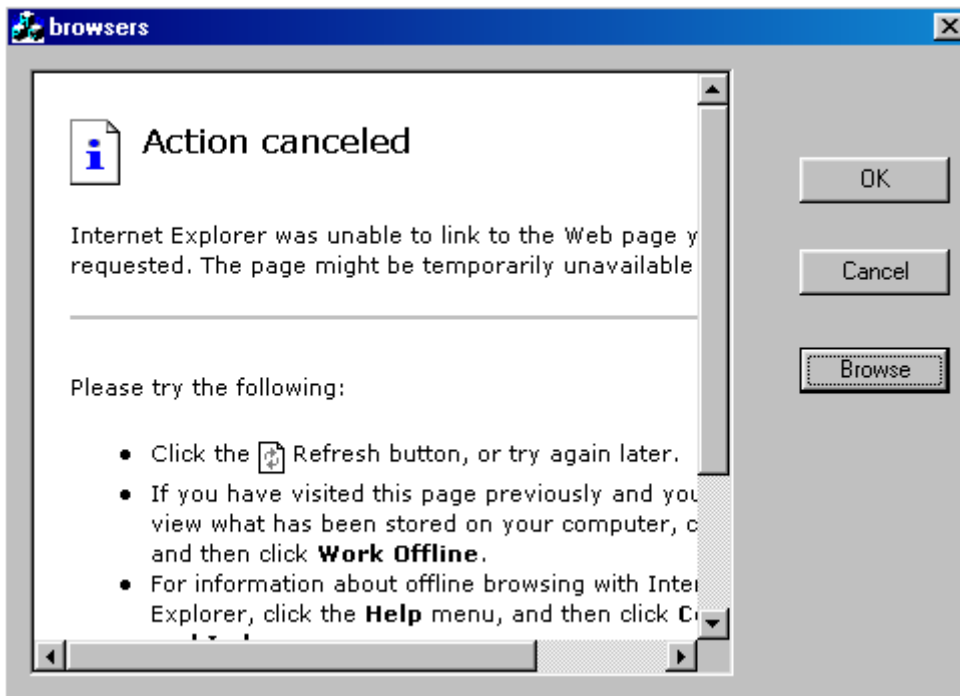 browsers
Action canceled
Internet Explorer was unable to link to the Web page y
requested. The page might be temporarily unavailable
Please try the following:
Click the Refresh button, or try again later.
If you have visited this page previously and you
view what has been stored on your computer, c
and then click Work Offline.
For information about offline browsing with Inter
Explorer, click the Help menu, and then click C
OK
Cancel
Browse